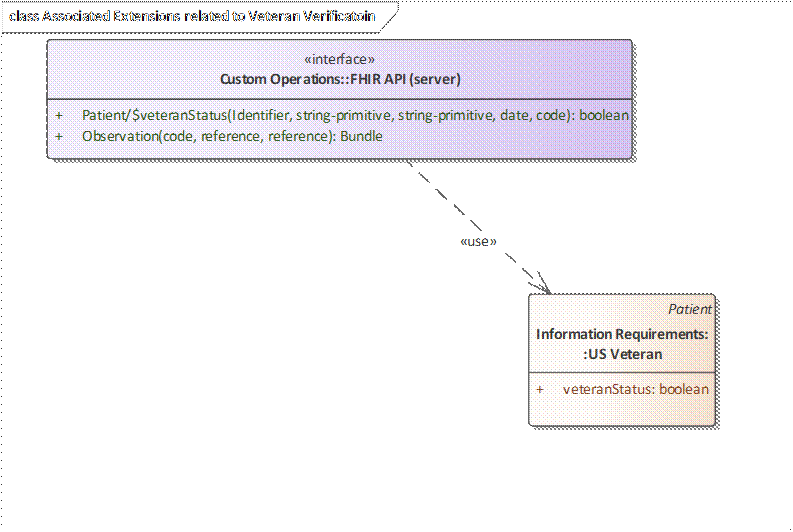 class Associated Extensions related to Veteran Verificatoin
«interface»
Custom Operations::FHIR API (server)
+ Patient/$veteranStatus(Identifier, string-primitive, string-primitive, date, code): boolean
+ Observation(code, reference, reference): Bundle
«use»
Patient
Information Requirements:
:US Veteran
+ veteranStatus: boolean